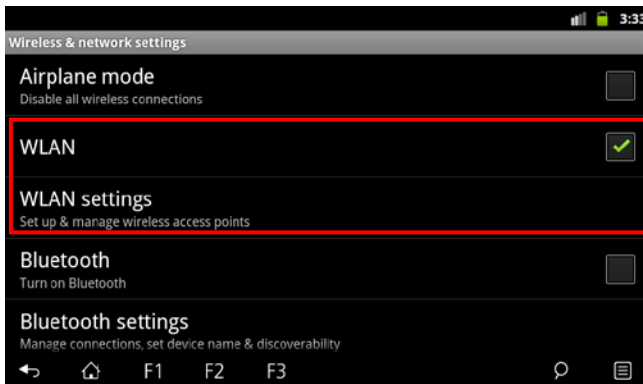 3:33
Wireless & network settings
Airplane mode
Disable all wireless connections
WLAN
WLAN settings
Set up & manage wireless access points
Bluetooth
Turn on Bluetooth
Bluetooth settings
Manage connections, set device name & discoverability
F1 F2 F3